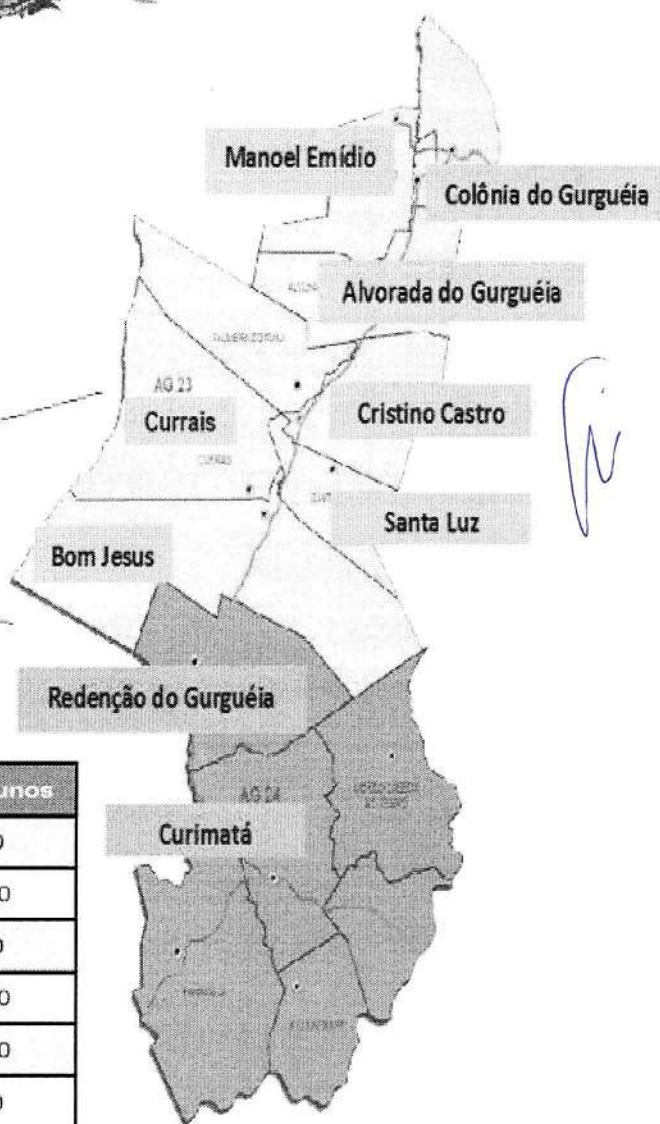 Manoel Emídio
Colônia do Gurguéia
Alvorada do Gurguéia
AG 23
Currais
CURRAIS
Cristino Castro
Santa Luz
Bom Jesus
Redenção do Gurguéia
AG 24
Curimatá